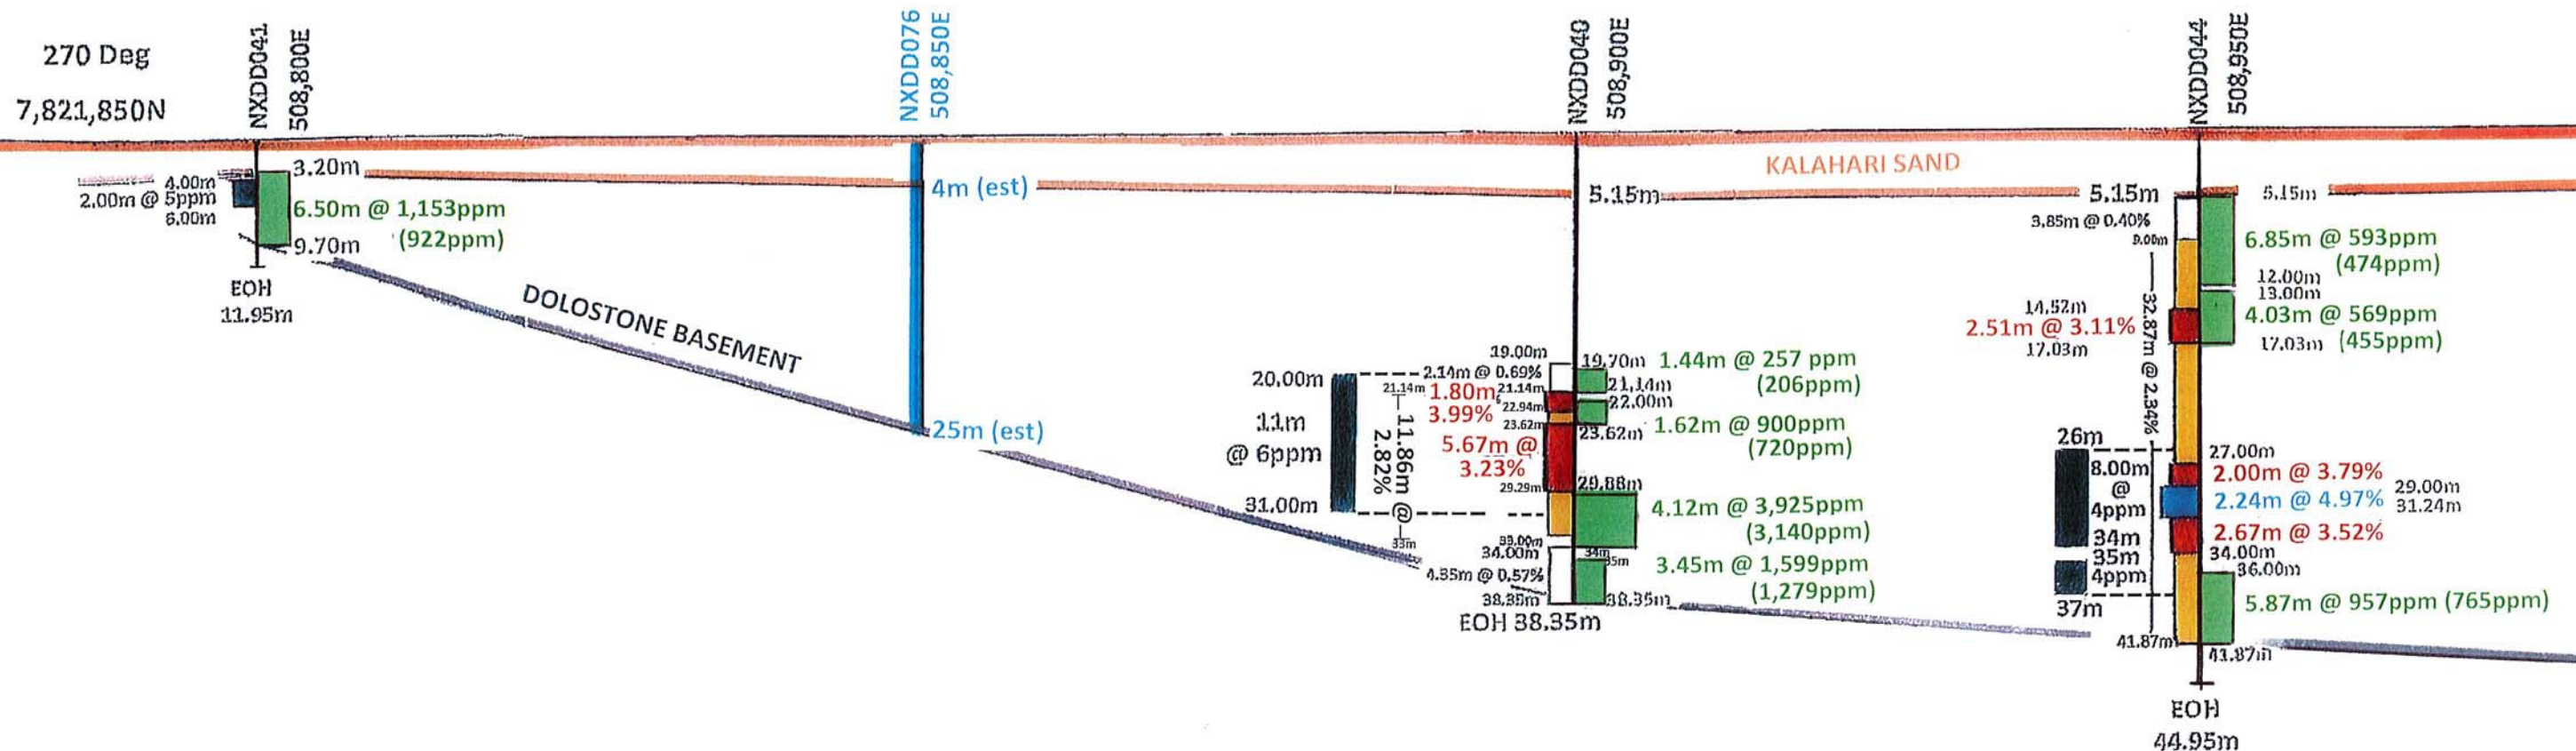 270 Deg
7,821,850N
NXDD041
508,800E
3.20m
4.00m
2.00m @ 5ppm
6.00m
6.50m @ 1,153ppm
(922ppm)
9.70m
EOH
11.95m
DOLOSTONE BASEMENT
NXDD076
508,850E
4m (est)
25m (est)
NXDD040
508,900E
5.15m
19.00m
2.14m @ 0.69%
21.14m
1.80m
21.14m
3.99%
22.94m
23.62m
5.67m @
3.23%
29.29m
20.00m
11m
@ 6ppm
31.00m
11.86m @
2.82%
33m
33.00m
34.00m
4.35m @ 0.57%
38.35m
EOH 38.35m
19.70m
1.44m @ 257 ppm
(206ppm)
21.14m
22.00m
1.62m @ 900ppm
(720ppm)
23.62m
29.88m
4.12m @ 3,925ppm
(3,140ppm)
34m
35m
3.45m @ 1,599ppm
(1,279ppm)
38.35m
KALAHARI SAND
NXDD044
508,950E
5.15m
5.15m
3.85m @ 0.40%
9.00m
6.85m @ 593ppm
(474ppm)
12.00m
13.00m
14.52m
2.51m @ 3.11%
17.03m
4.03m @ 569ppm
17.03m (455ppm)
32.87m @ 2.34%
26m
8.00m
@
4ppm
34m
35m
4ppm
37m
27.00m
2.00m @ 3.79%
29.00m
2.24m @ 4.97%
31.24m
2.67m @ 3.52%
34.00m
36.00m
5.87m @ 957ppm (765ppm)
41.87m
41.87m
EOH
44.95m